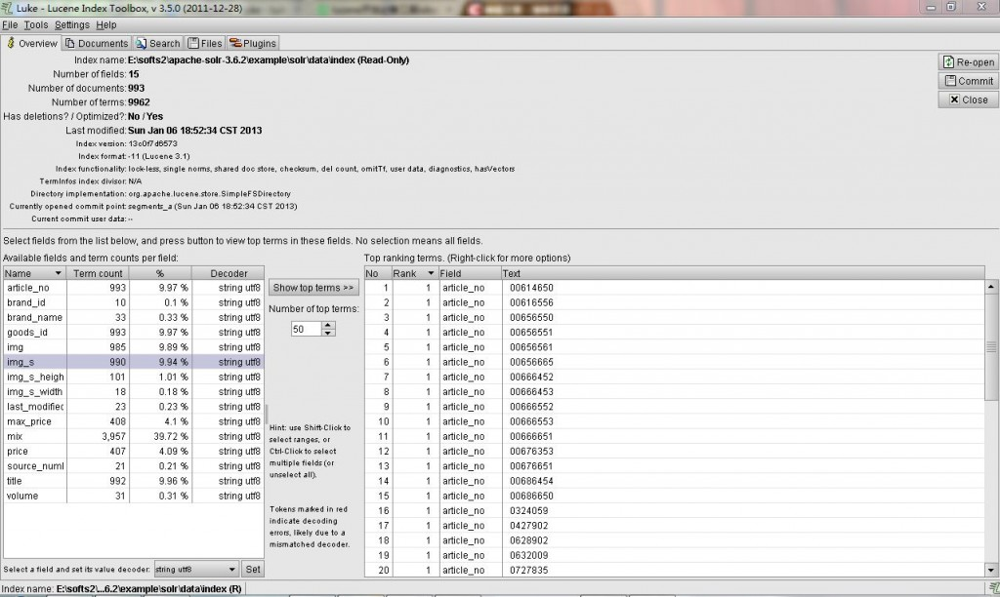 Luke - Lucene Index Toolbox, v 3.5.0 (2011-12-28)
File Tools Settings Help
Overview Documents Search Files Plugins
Index name: E:\softs2\apache-solr-3.6.2\example\solr\data\index (Read-Only)
Number of fields: 15
Number of documents: 993
Number of terms: 9962
Has deletions? / Optimized?: No / Yes
Last modified: Sun Jan 06 18:52:34 CST 2013
Index version: 13c0f7d6573
Index format: -11 (Lucene 3.1)
Index functionality: lock-less, single norms, shared doc store, checksum, del count, omitTf, user data, diagnostics, hasVectors
TermInfos index divisor: N/A
Directory implementation: org.apache.lucene.store.SimpleFSDirectory
Currently opened commit point: segments_a (Sun Jan 06 18:52:34 CST 2013)
Current commit user data: --
Re-open
Commit
Close
Select fields from the list below, and press button to view top terms in these fields. No selection means all fields.
Available fields and term counts per field:
Name Term count % Decoder
article_no 993 9.97 % string utf8
brand_id 10 0.1 % string utf8
brand_name 33 0.33 % string utf8
goods_id 993 9.97 % string utf8
img 985 9.89 % string utf8
img_s 990 9.94 % string utf8
img_s_heigh 101 1.01 % string utf8
img_s_width 18 0.18 % string utf8
last_modified 23 0.23 % string utf8
max_price 408 4.1 % string utf8
mix 3,957 39.72 % string utf8
price 407 4.09 % string utf8
source_numl 21 0.21 % string utf8
title 992 9.96 % string utf8
volume 31 0.31 % string utf8
Select a field and set its value decoder: string utf8 Set
Show top terms >>
Number of top terms:
50
Hint: use Shift-Click to
select ranges, or
Ctrl-Click to select
multiple fields (or
unselect all).
Tokens marked in red
indicate decoding
errors, likely due to a
mismatched decoder.
Top ranking terms. (Right-click for more options)
No Rank Field Text
1 1 article_no 00614650
2 1 article_no 00616556
3 1 article_no 00656550
4 1 article_no 00656551
5 1 article_no 00656561
6 1 article_no 00656665
7 1 article_no 00666452
8 1 article_no 00666453
9 1 article_no 00666552
10 1 article_no 00666553
11 1 article_no 00666651
12 1 article_no 00676353
13 1 article_no 00676651
14 1 article_no 00686454
15 1 article_no 00686650
16 1 article_no 0324059
17 1 article_no 0427902
18 1 article_no 0628902
19 1 article_no 0632009
20 1 article_no 0727835
Index name: E:\softs2\...6.2\example\solr\data\index (R)